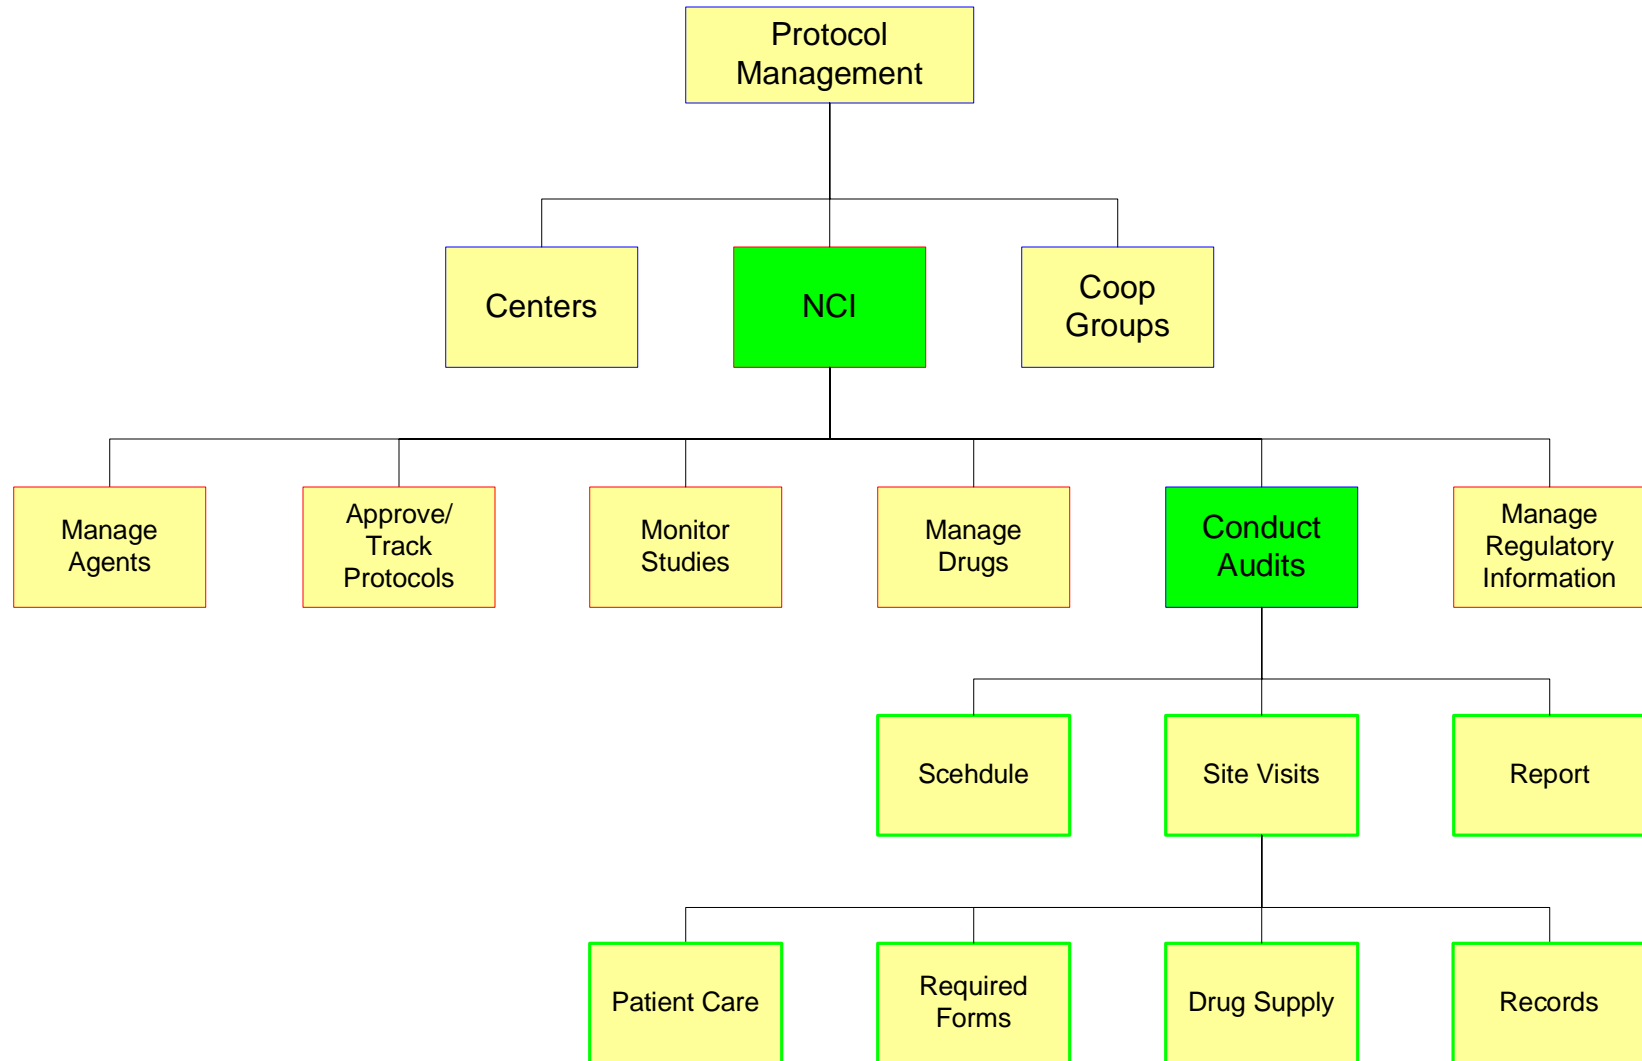 Protocol
Management
Centers
NCI
Coop
Groups
Manage
Agents
Approve/
Track
Protocols
Monitor
Studies
Manage
Drugs
Conduct
Audits
Manage
Regulatory
Information
Scehdule
Site Visits
Report
Patient Care
Required
Forms
Drug Supply
Records